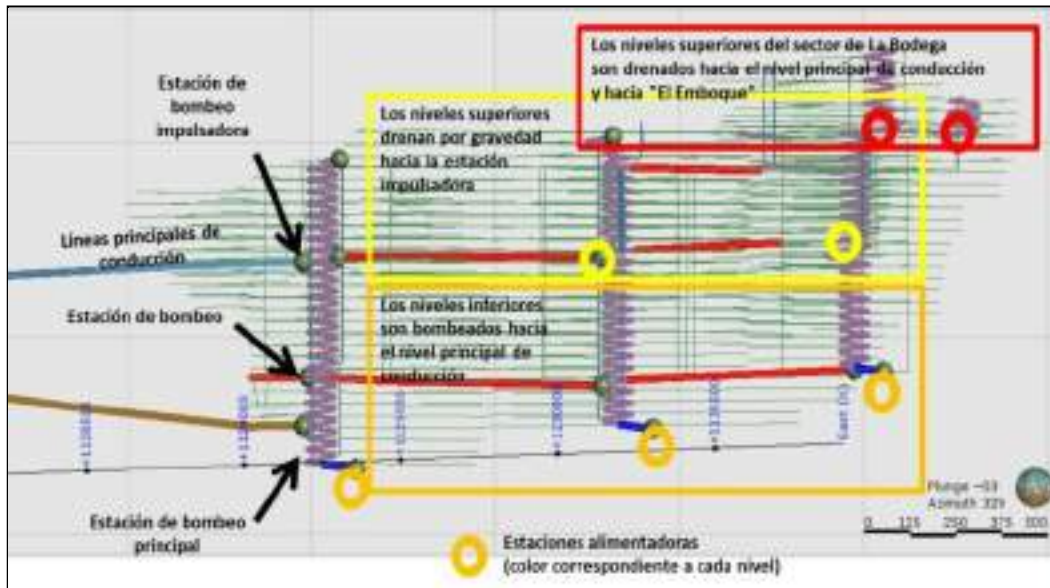 Los niveles superiores del sector de La Bodega
son drenados hacia el nivel principal de conducción
y hacia "El Emboque"
Estación de
bombeo
impulsadora
Los niveles superiores
drenan por gravedad
hacia la estación
impulsadora
Líneas principales de
conducción
Los niveles inferiores
son bombeados hacia
el nivel principal de
conducción
Estación de bombeo
East (X)
Plunge
Azimuth 329
0 125 250 375 500
Estación de bombeo
principal
Estaciones alimentadoras
(color correspondiente a cada nivel)